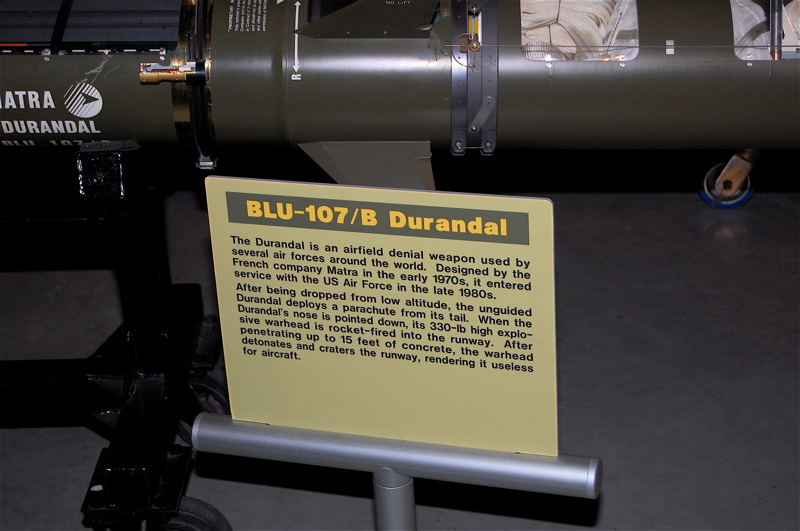 NO LIFT
R
MATRA
DURANDAL
BLU 107
BLU-107/B Durandal
The Durandal is an airfield denial weapon used by
several air forces around the world. Designed by the
French company Matra in the early 1970s, it entered
service with the US Air Force in the late 1980s.
After being dropped from low altitude, the unguided
Durandal deploys a parachute from its tail. When the
Durandal's nose is pointed down, its 330-lb high explo-
sive warhead is rocket-fired into the runway. After
penetrating up to 15 feet of concrete, the warhead
detonates and craters the runway, rendering it useless
for aircraft.